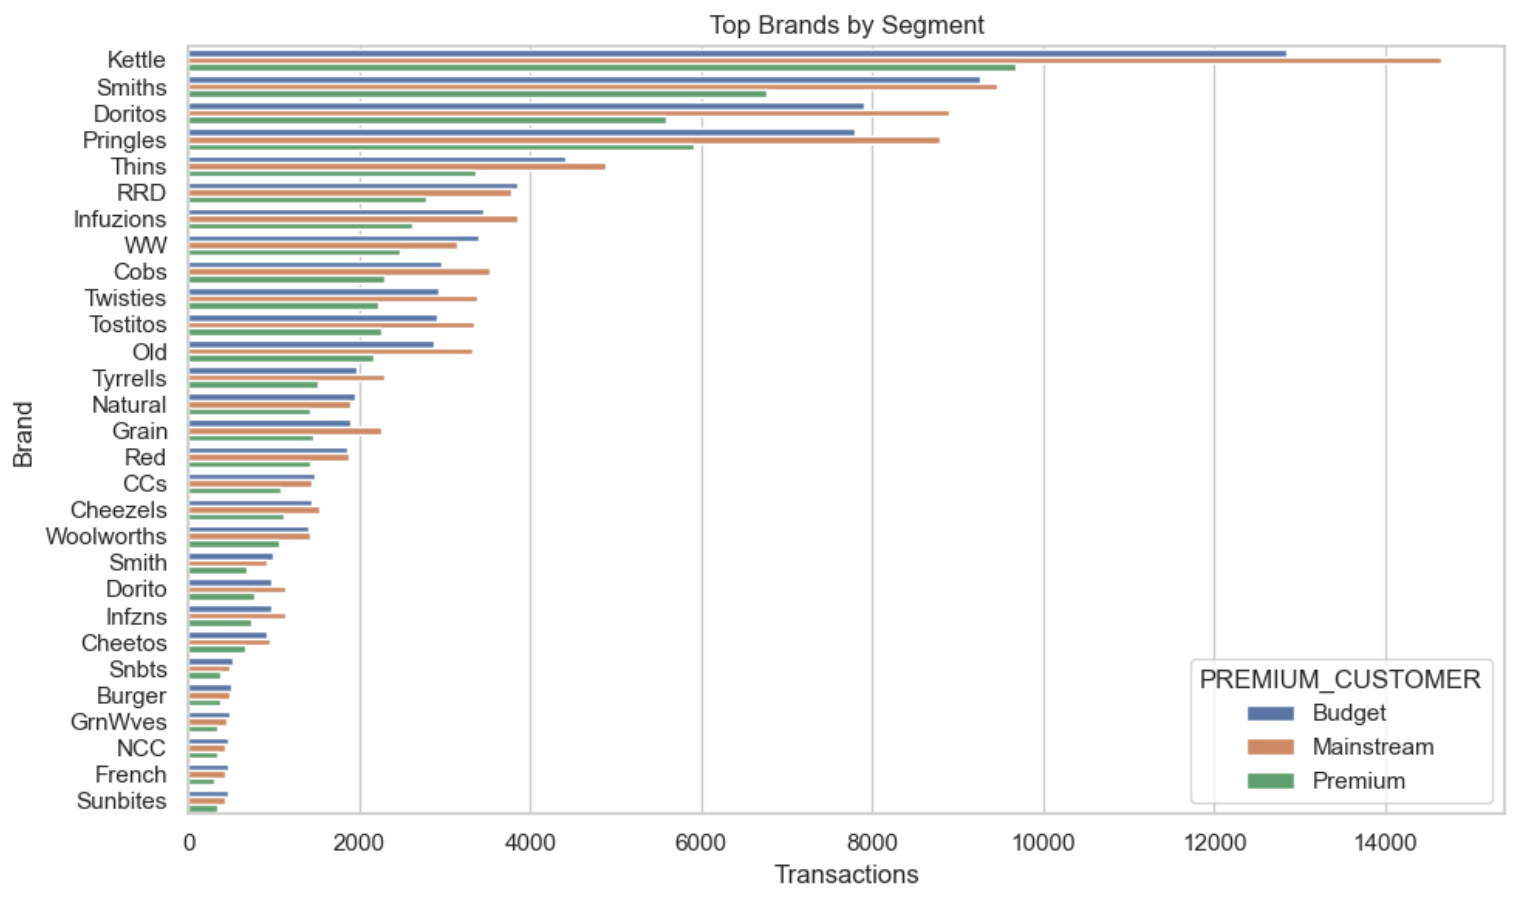 Top Brands by Segment
Brand
Kettle
Smiths
Doritos
Pringles
Thins
RRD
Infuzions
WW
Cobs
Twisties
Tostitos
Old
Tyrrells
Natural
Grain
Red
CCs
Cheezels
Woolworths
Smith
Dorito
Infzns
Cheetos
Snbts
Burger
GrnWves
NCC
French
Sunbites
PREMIUM_CUSTOMER
Budget
Mainstream
Premium
0 2000 4000 6000 8000 10000 12000 14000
Transactions